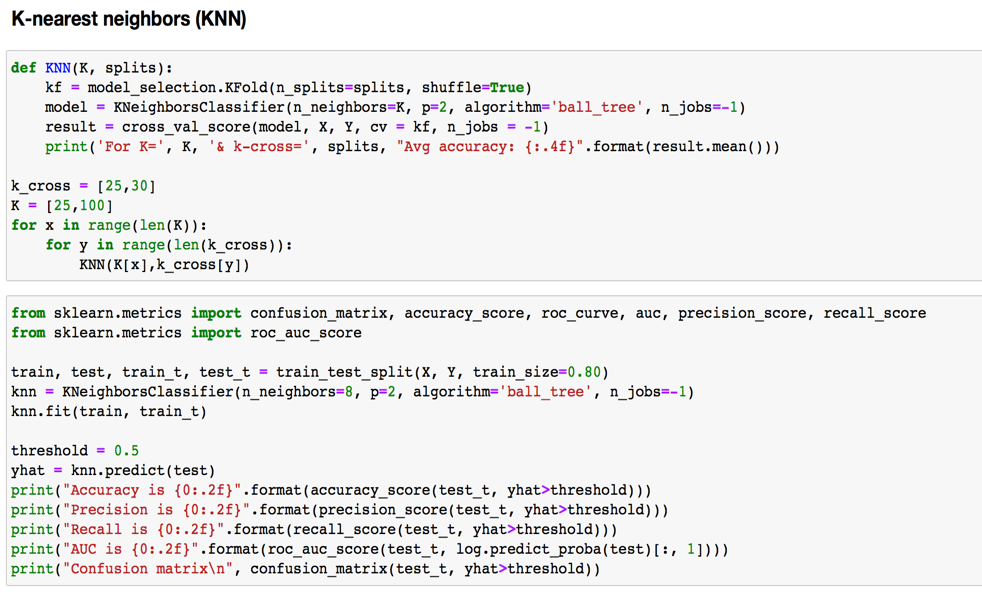 K-nearest neighbors (KNN)
def KNN(K, splits):
    kf = model_selection.KFold(n_splits=splits, shuffle=True)
    model = KNeighborsClassifier(n_neighbors=K, p=2, algorithm='ball_tree', n_jobs=-1)
    result = cross_val_score(model, X, Y, cv = kf, n_jobs = -1)
    print('For K=', K, '& k-cross=', splits, "Avg accuracy: {:.4f}".format(result.mean()))
k_cross = [25,30]
K = [25,100]
for x in range(len(K)):
    for y in range(len(k_cross)):
        KNN(K[x],k_cross[y])
from sklearn.metrics import confusion_matrix, accuracy_score, roc_curve, auc, precision_score, recall_score
from sklearn.metrics import roc_auc_score
train, test, train_t, test_t = train_test_split(X, Y, train_size=0.80)
knn = KNeighborsClassifier(n_neighbors=8, p=2, algorithm='ball_tree', n_jobs=-1)
knn.fit(train, train_t)
threshold = 0.5
yhat = knn.predict(test)
print("Accuracy is {0:.2f}".format(accuracy_score(test_t, yhat>threshold)))
print("Precision is {0:.2f}".format(precision_score(test_t, yhat>threshold)))
print("Recall is {0:.2f}".format(recall_score(test_t, yhat>threshold)))
print("AUC is {0:.2f}".format(roc_auc_score(test_t, log.predict_proba(test)[:, 1])))
print("Confusion matrix\n", confusion_matrix(test_t, yhat>threshold))